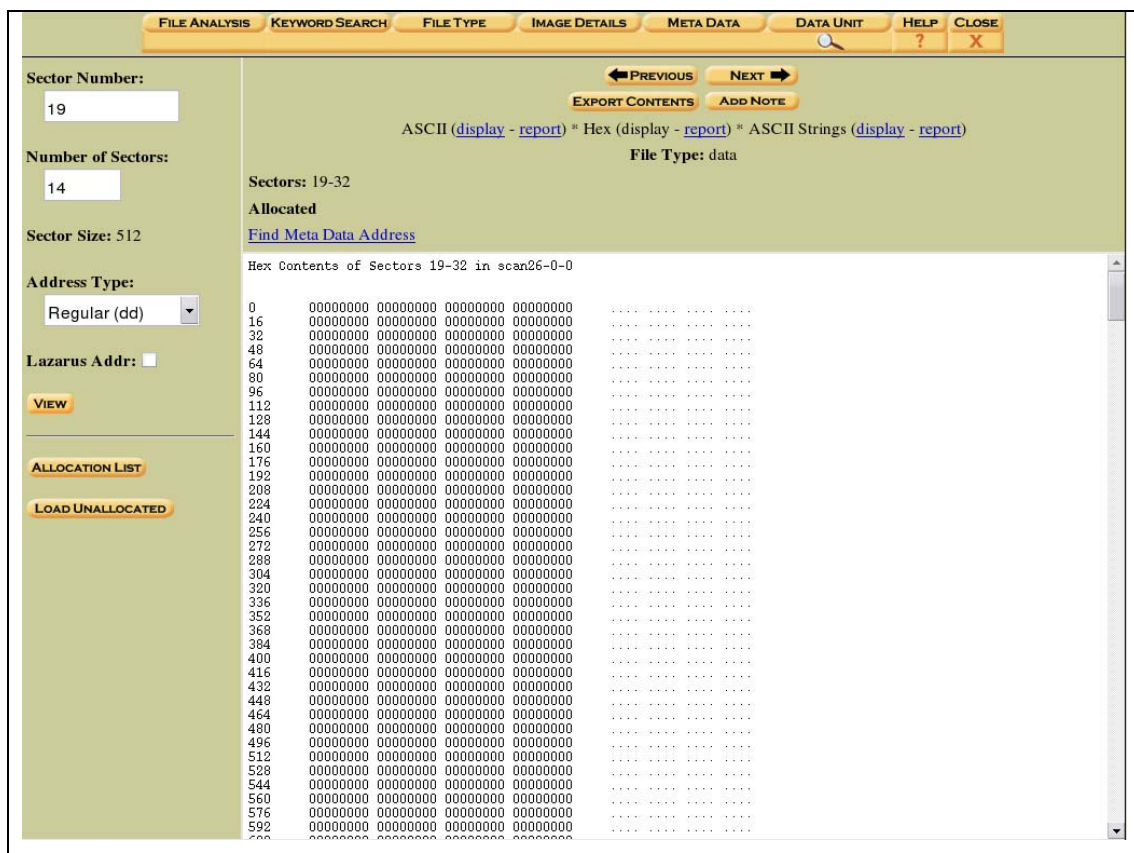 FILE ANALYSIS KEYWORD SEARCH FILE TYPE IMAGE DETAILS META DATA DATA UNIT HELP CLOSE
? X
Sector Number:
19
Number of Sectors:
14
Sector Size: 512
Address Type:
Regular (dd)
Lazarus Addr:
VIEW
ALLOCATION LIST
LOAD UNALLOCATED
PREVIOUS NEXT
EXPORT CONTENTS ADD NOTE
ASCII (display - report) * Hex (display - report) * ASCII Strings (display - report)
File Type: data
Sectors: 19-32
Allocated
Find Meta Data Address
Hex Contents of Sectors 19-32 in scan26-0-0
0 00000000 00000000 00000000 00000000 .... .... .... ....
16 00000000 00000000 00000000 00000000 .... .... .... ....
32 00000000 00000000 00000000 00000000 .... .... .... ....
48 00000000 00000000 00000000 00000000 .... .... .... ....
64 00000000 00000000 00000000 00000000 .... .... .... ....
80 00000000 00000000 00000000 00000000 .... .... .... ....
96 00000000 00000000 00000000 00000000 .... .... .... ....
112 00000000 00000000 00000000 00000000 .... .... .... ....
128 00000000 00000000 00000000 00000000 .... .... .... ....
144 00000000 00000000 00000000 00000000 .... .... .... ....
160 00000000 00000000 00000000 00000000 .... .... .... ....
176 00000000 00000000 00000000 00000000 .... .... .... ....
192 00000000 00000000 00000000 00000000 .... .... .... ....
208 00000000 00000000 00000000 00000000 .... .... .... ....
224 00000000 00000000 00000000 00000000 .... .... .... ....
240 00000000 00000000 00000000 00000000 .... .... .... ....
256 00000000 00000000 00000000 00000000 .... .... .... ....
272 00000000 00000000 00000000 00000000 .... .... .... ....
288 00000000 00000000 00000000 00000000 .... .... .... ....
304 00000000 00000000 00000000 00000000 .... .... .... ....
320 00000000 00000000 00000000 00000000 .... .... .... ....
336 00000000 00000000 00000000 00000000 .... .... .... ....
352 00000000 00000000 00000000 00000000 .... .... .... ....
368 00000000 00000000 00000000 00000000 .... .... .... ....
384 00000000 00000000 00000000 00000000 .... .... .... ....
400 00000000 00000000 00000000 00000000 .... .... .... ....
416 00000000 00000000 00000000 00000000 .... .... .... ....
432 00000000 00000000 00000000 00000000 .... .... .... ....
448 00000000 00000000 00000000 00000000 .... .... .... ....
464 00000000 00000000 00000000 00000000 .... .... .... ....
480 00000000 00000000 00000000 00000000 .... .... .... ....
496 00000000 00000000 00000000 00000000 .... .... .... ....
512 00000000 00000000 00000000 00000000 .... .... .... ....
528 00000000 00000000 00000000 00000000 .... .... .... ....
544 00000000 00000000 00000000 00000000 .... .... .... ....
560 00000000 00000000 00000000 00000000 .... .... .... ....
576 00000000 00000000 00000000 00000000 .... .... .... ....
592 00000000 00000000 00000000 00000000 .... .... .... ....